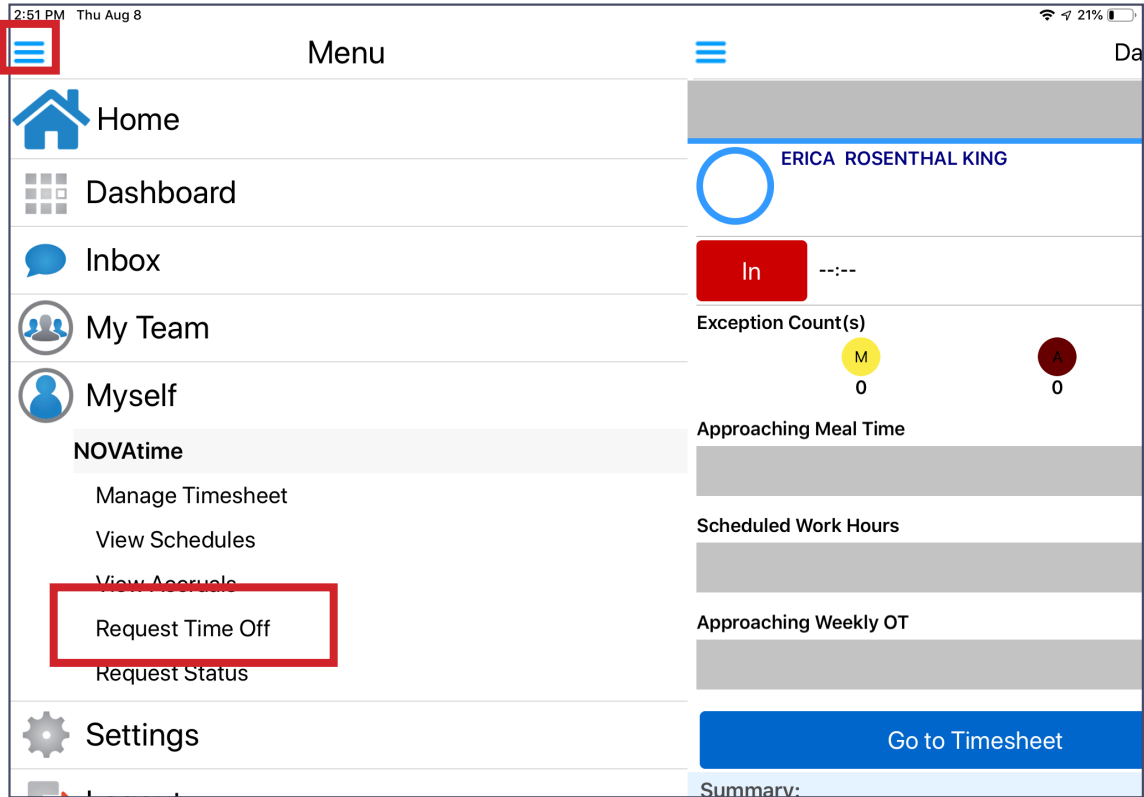 2:51 PM Thu Aug 8
21%
Menu
Home
Dashboard
Inbox
My Team
Myself
NOVAtime
Manage Timesheet
View Schedules
View Accruals
Request Time Off
Request Status
Settings
Da
ERICA ROSENTHAL KING
In --:--
Exception Count(s)
M A
0 0
Approaching Meal Time
Scheduled Work Hours
Approaching Weekly OT
Go to Timesheet
Summary: